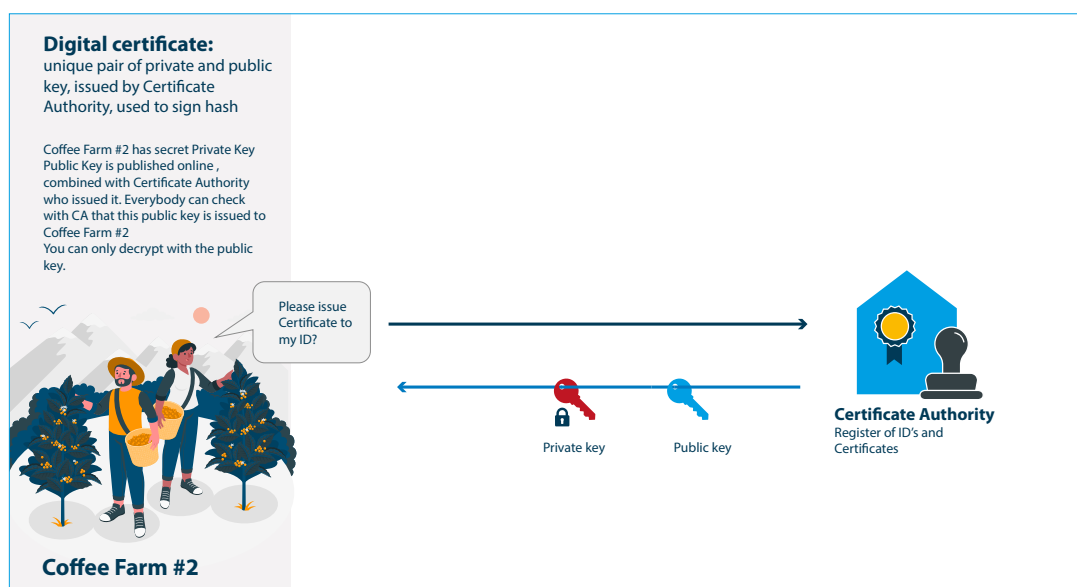 Digital certificate:
unique pair of private and public
key, issued by Certificate
Authority, used to sign hash
Coffee Farm #2 has secret Private Key
Public Key is published online ,
combined with Certificate Authority
who issued it. Everybody can check
with CA that this public key is issued to
Coffee Farm #2
You can only decrypt with the public
key.
Please issue
Certificate to
my ID?
Private key
Public key
Certificate Authority
Register of ID's and
Certificates
Coffee Farm #2